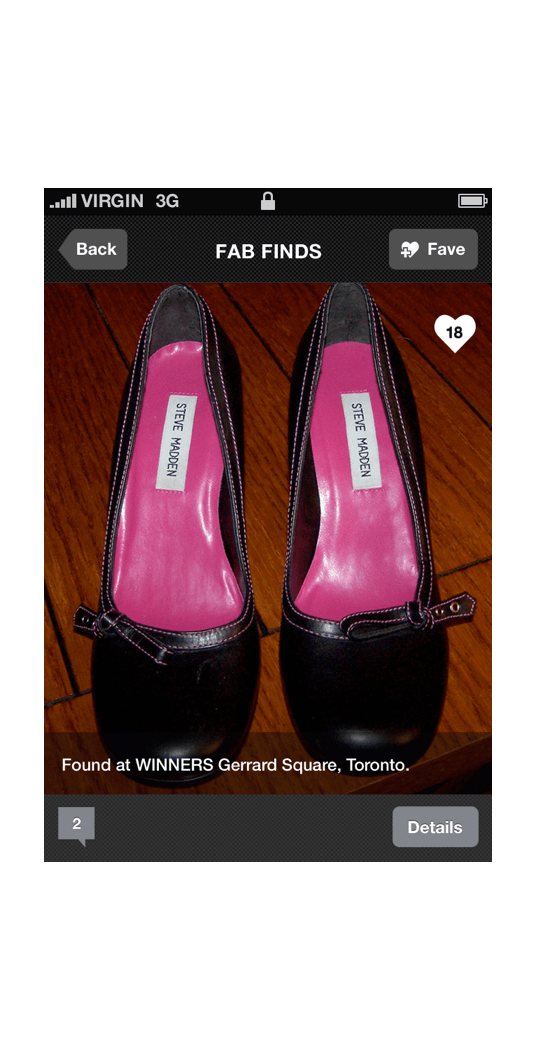 VIRGIN 3G
Back
FAB FINDS
Fave
18
STEVE MADDEN
STEVE MADDEN
Found at WINNERS Gerrard Square, Toronto.
2
Details